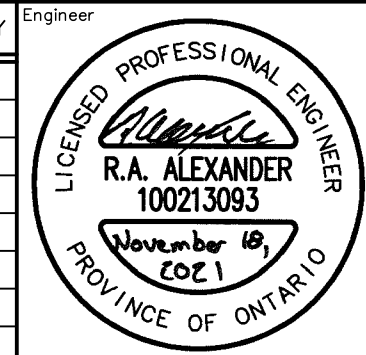 Engineer
LICENSED PROFESSIONAL ENGINEER
R.A. ALEXANDER
100213093
November 18,
2021
PROVINCE OF ONTARIO